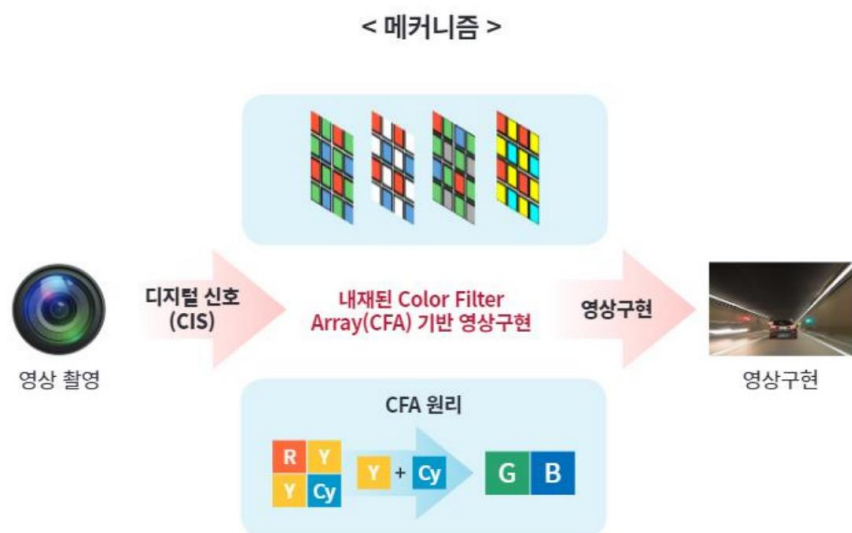 < 메커니즘 >
디지털 신호
(CIS)
내재된 Color Filter
Array(CFA) 기반 영상구현
영상구현
영상 촬영
영상구현
CFA 원리
R Y
Y Cy
Y + Cy
G B